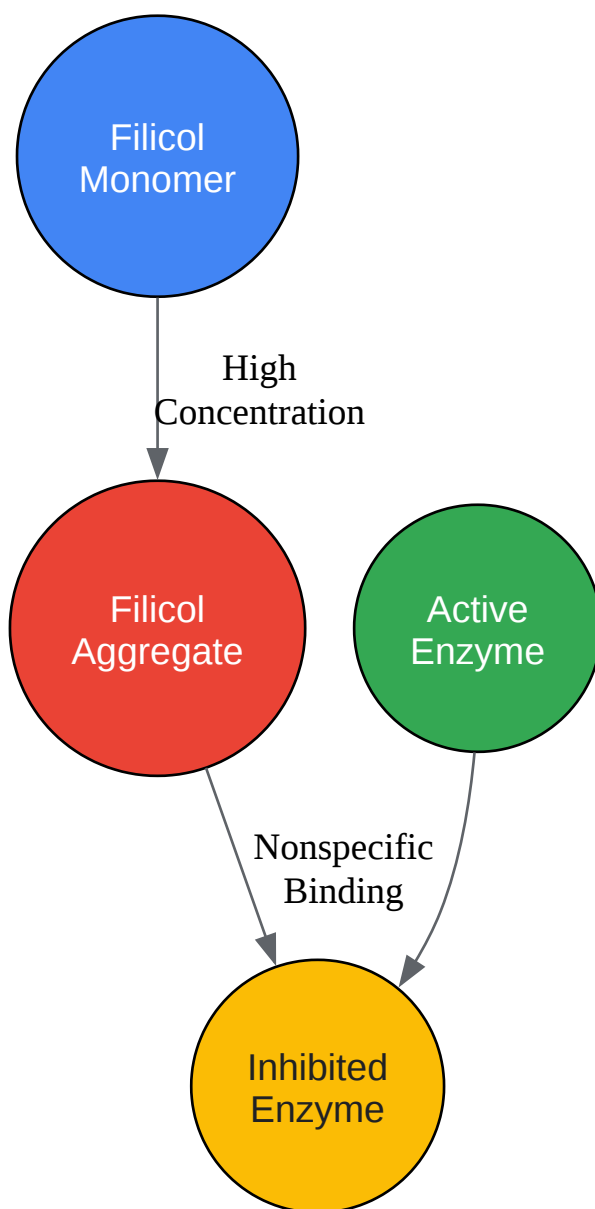 Filicol
Monomer
High
Concentration
Filicol
Aggregate
Active
Enzyme
Nonspecific
Binding
Inhibited
Enzyme